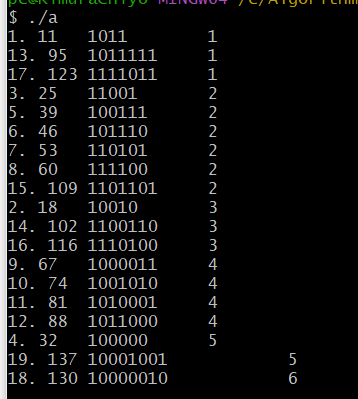 $ ./a
1. 11 1011 1
13. 95 1011111 1
17. 123 1111011 1
3. 25 11001 2
5. 39 100111 2
6. 46 101110 2
7. 53 110101 2
8. 60 111100 2
15. 109 1101101 2
2. 18 10010 3
14. 102 1100110 3
16. 116 1110100 3
9. 67 1000011 4
10. 74 1001010 4
11. 81 1010001 4
12. 88 1011000 4
4. 32 100000 5
19. 137 10001001 5
18. 130 10000010 6